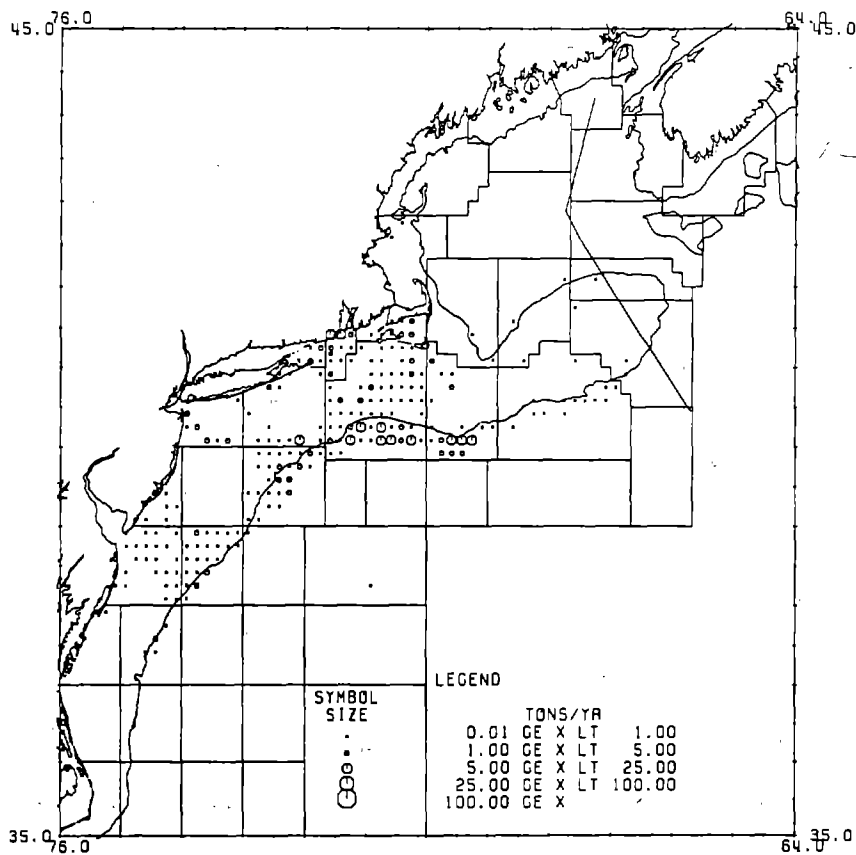 76.0 64.0
45.0 45.0
LEGEND
SYMBOL
SIZE
TONS/YR
0.01 GE X LT 1.00
1.00 GE X LT 5.00
5.00 GE X LT 25.00
25.00 GE X LT 100.00
100.00 GE X
35.0 35.0
76.0 64.0